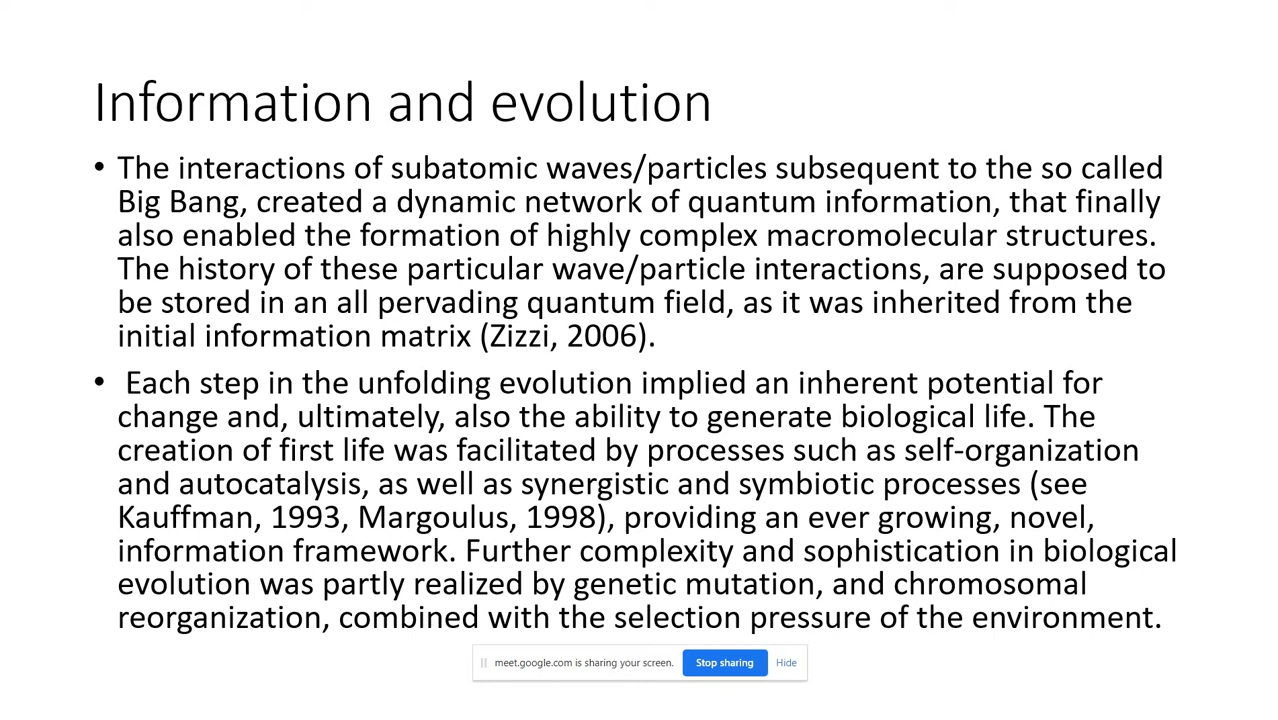 Information and evolution
• The interactions of subatomic waves/particles subsequent to the so called
Big Bang, created a dynamic network of quantum information, that finally
also enabled the formation of highly complex macromolecular structures.
The history of these particular wave/particle interactions, are supposed to
be stored in an all pervading quantum field, as it was inherited from the
initial information matrix (Zizzi, 2006).
• Each step in the unfolding evolution implied an inherent potential for
change and, ultimately, also the ability to generate biological life. The
creation of first life was facilitated by processes such as self-organization
and autocatalysis, as well as synergistic and symbiotic processes (see
Kauffman, 1993, Margoulus, 1998), providing an ever growing, novel,
information framework. Further complexity and sophistication in biological
evolution was partly realized by genetic mutation, and chromosomal
reorganization, combined with the selection pressure of the environment.
meet.google.com is sharing your screen. Stop sharing Hide